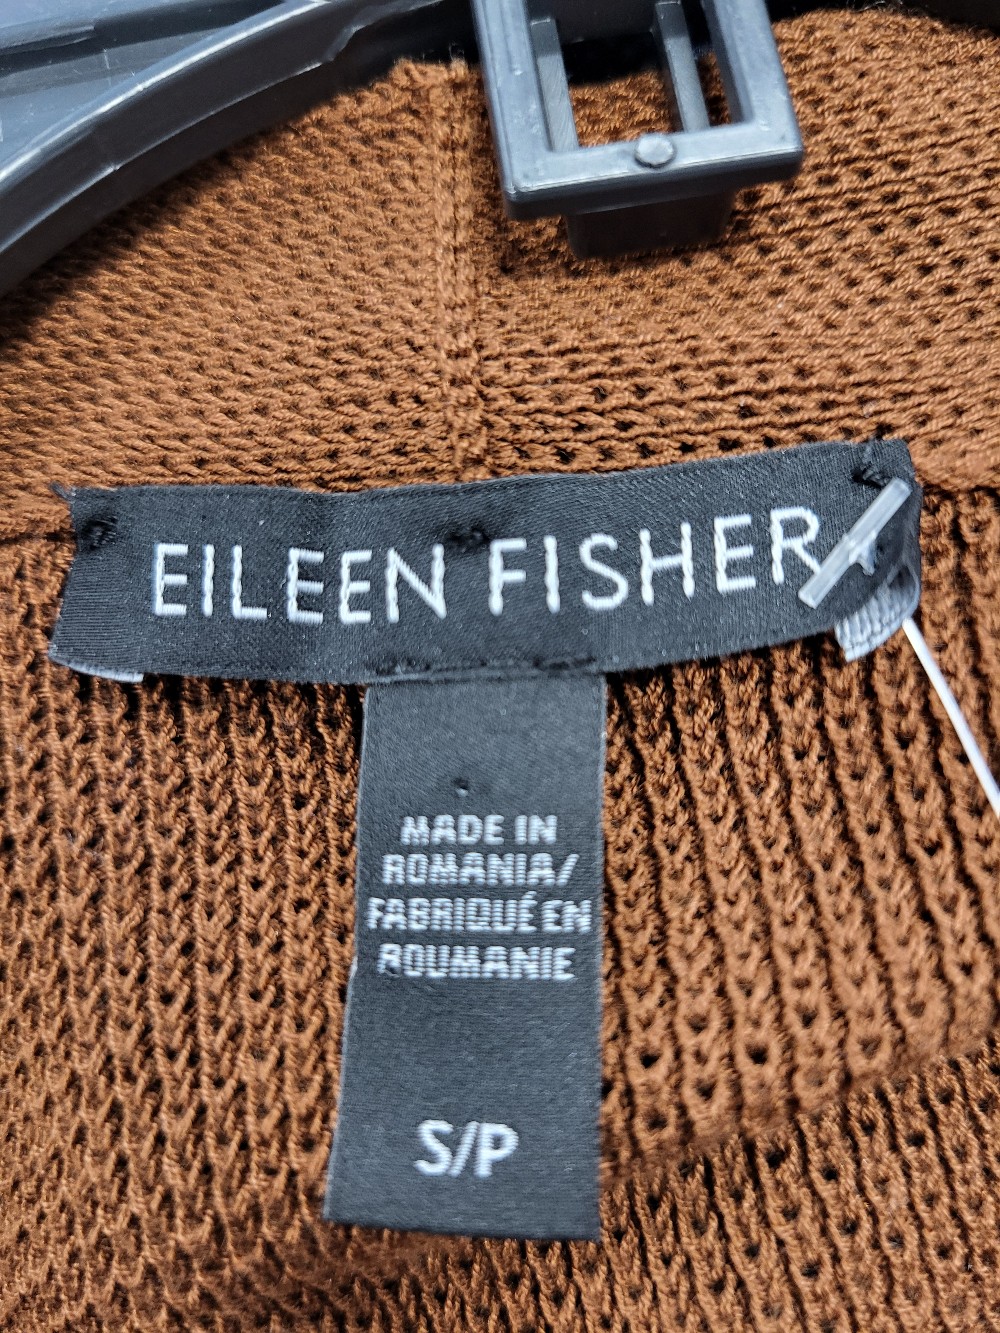 EILEEN FISHER
MADE IN
ROMANIA/
FABRIQUÉ EN
ROUMANIE
S/P